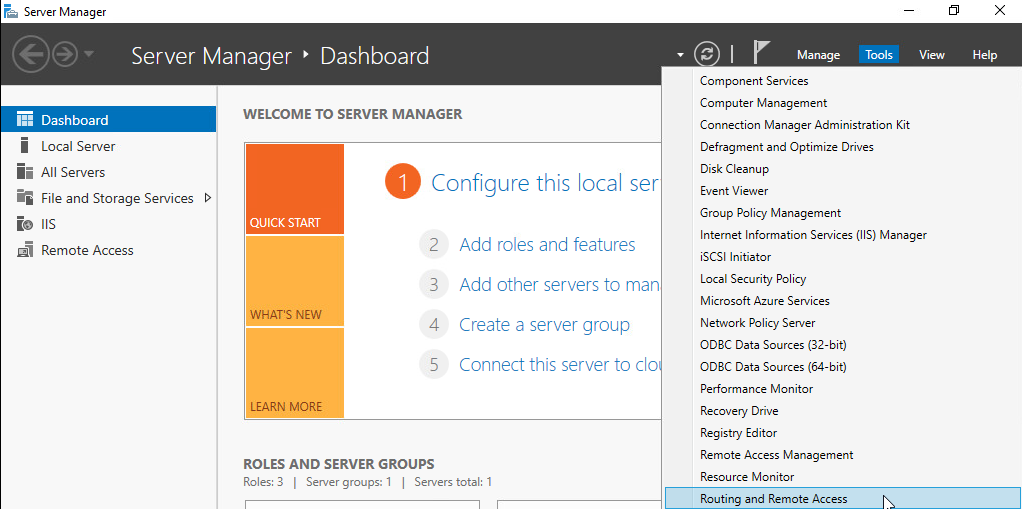 Server Manager
Server Manager ‣ Dashboard
Manage Tools View Help
Dashboard
Local Server
All Servers
File and Storage Services
IIS
Remote Access
WELCOME TO SERVER MANAGER
QUICK START
WHAT'S NEW
LEARN MORE
1 Configure this local ser
2 Add roles and features
3 Add other servers to man
4 Create a server group
5 Connect this server to clou
ROLES AND SERVER GROUPS
Roles: 3 | Server groups: 1 | Servers total: 1
Component Services
Computer Management
Connection Manager Administration Kit
Defragment and Optimize Drives
Disk Cleanup
Event Viewer
Group Policy Management
Internet Information Services (IIS) Manager
iSCSI Initiator
Local Security Policy
Microsoft Azure Services
Network Policy Server
ODBC Data Sources (32-bit)
ODBC Data Sources (64-bit)
Performance Monitor
Recovery Drive
Registry Editor
Remote Access Management
Resource Monitor
Routing and Remote Access